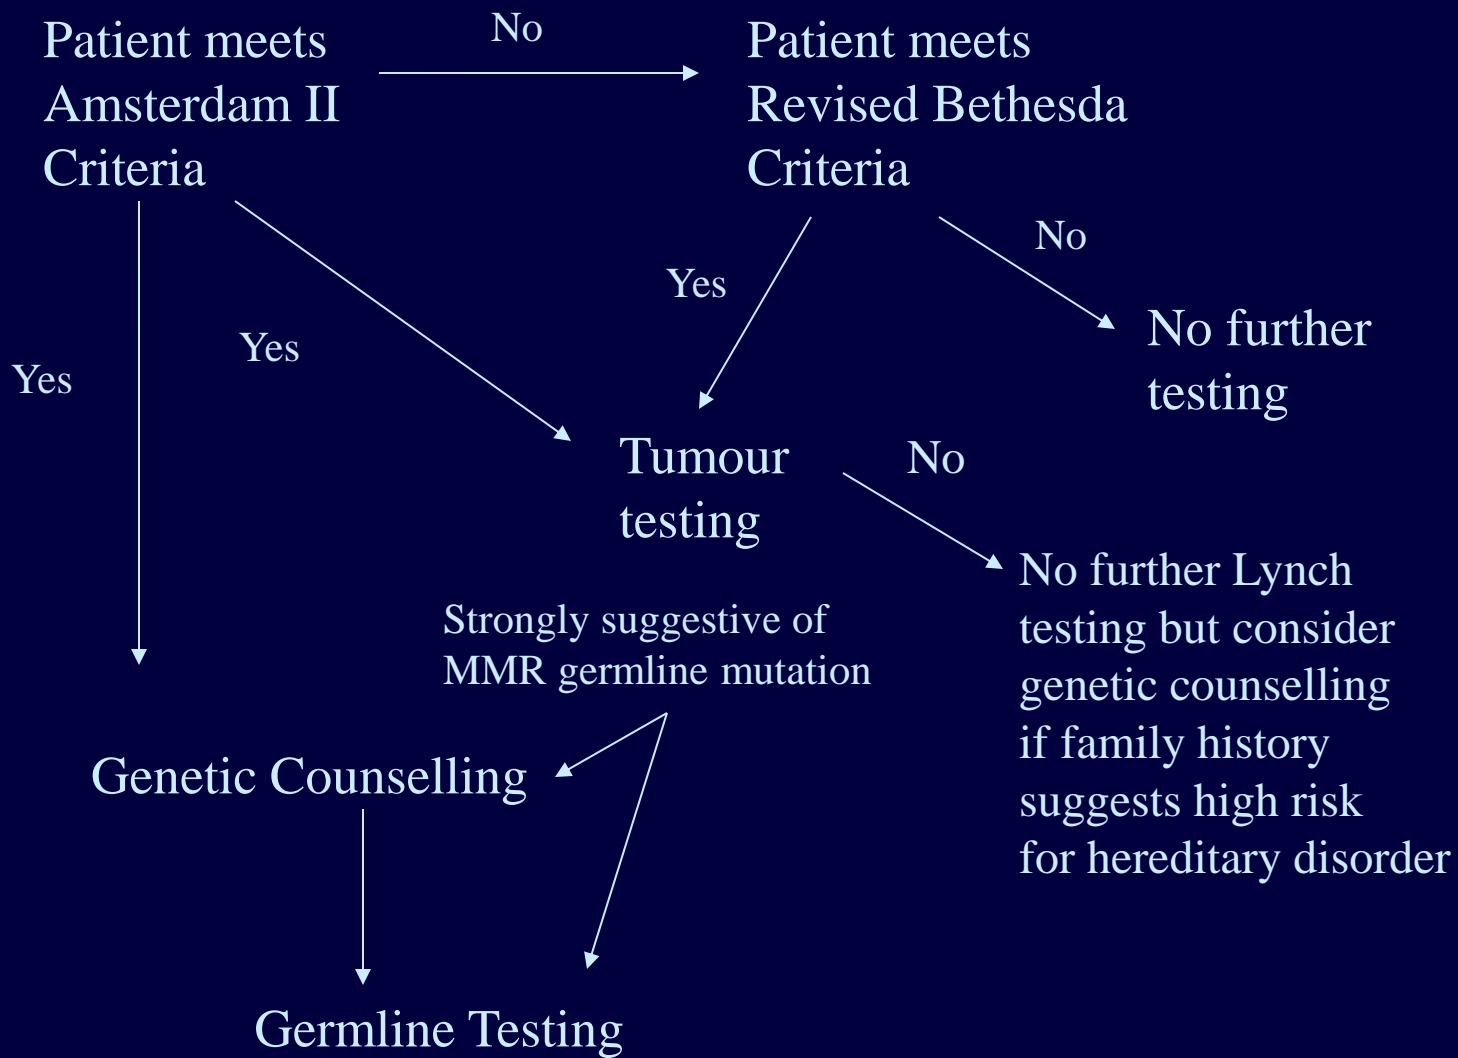 Patient meets
Amsterdam II
Criteria
No
Patient meets
Revised Bethesda
Criteria
Yes
Yes
Yes
No
No further
testing
Tumour
testing
No
Strongly suggestive of
MMR germline mutation
No further Lynch
testing but consider
genetic counselling
if family history
suggests high risk
for hereditary disorder
Genetic Counselling
Germline Testing